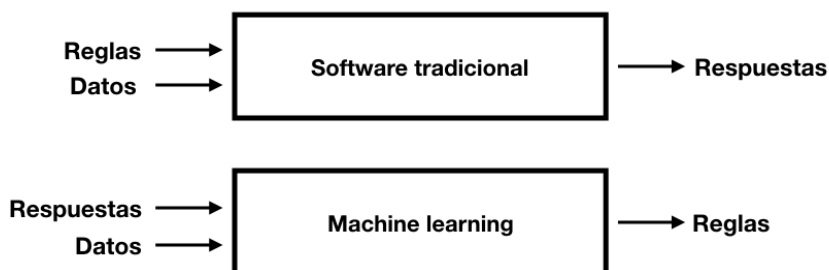 Reglas
Datos
Software tradicional
Respuestas
Respuestas
Datos
Machine learning
Reglas